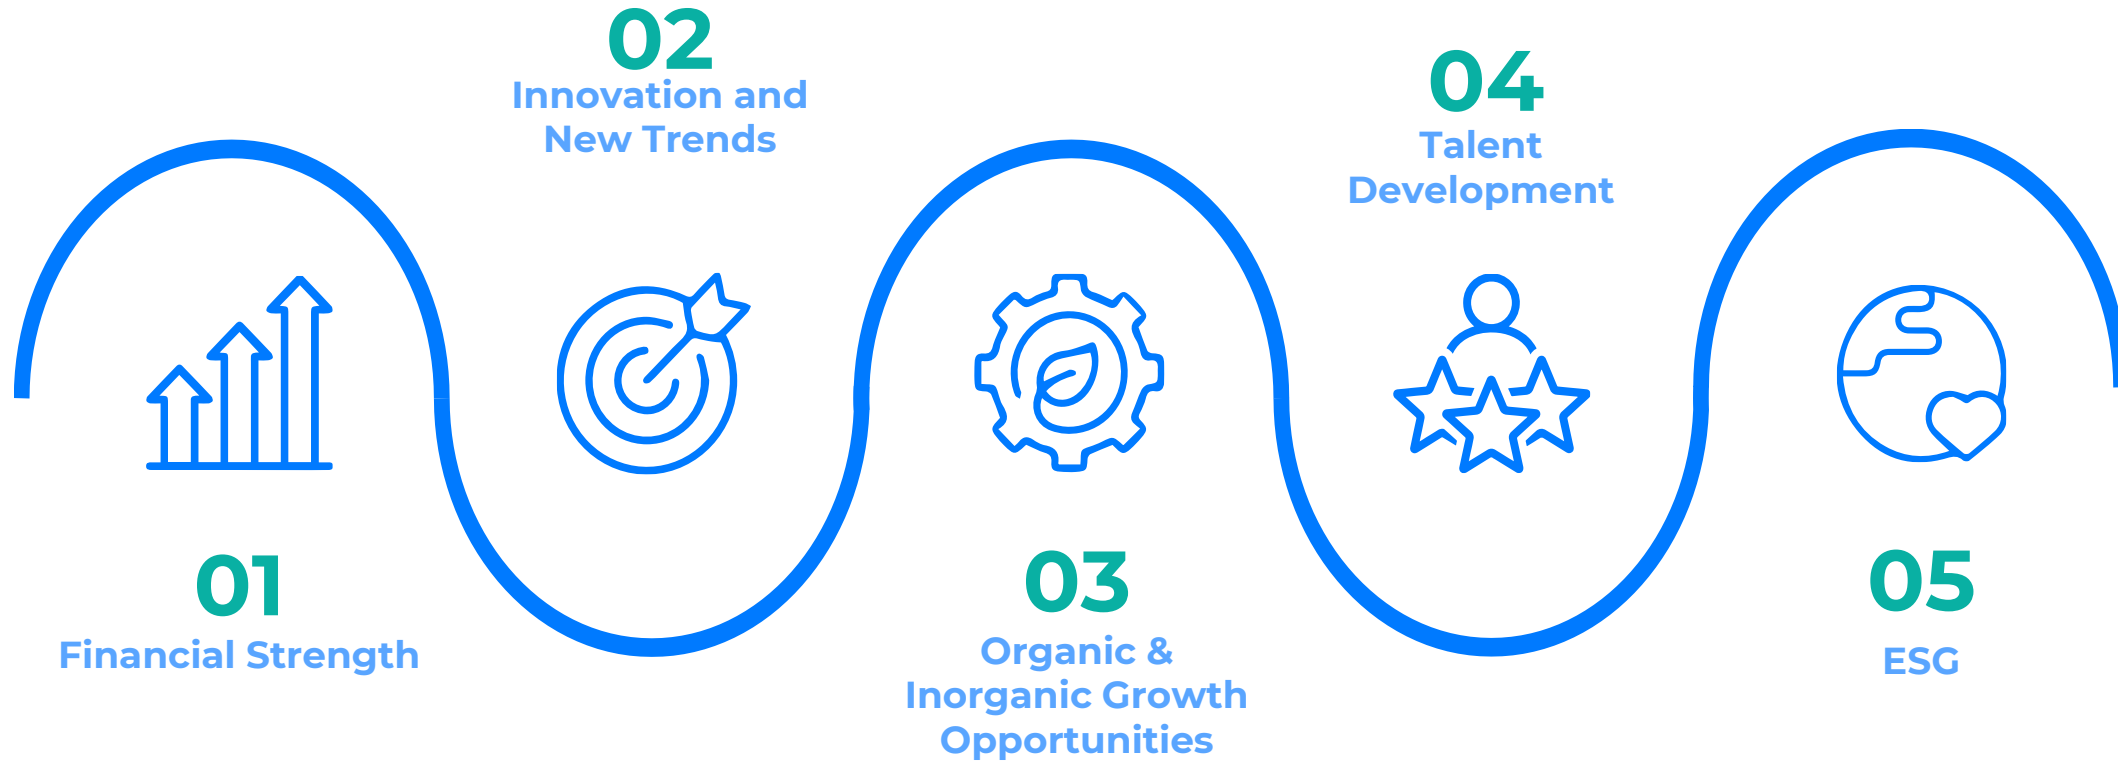 01
Financial Strength
02
Innovation and
New Trends
03
Organic &
Inorganic Growth
Opportunities
04
Talent
Development
05
ESG